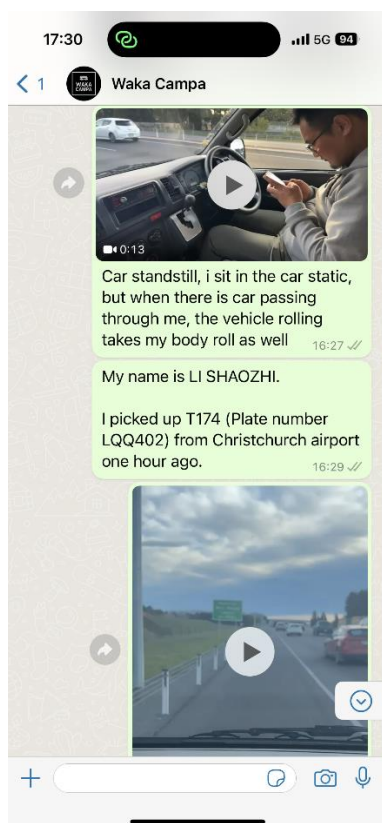 17:30
5G 94
1
WAKA CAMPA
Waka Campa
0:13
Car standstill, i sit in the car static,
but when there is car passing
through me, the vehicle rolling
takes my body roll as well
16:27
My name is LI SHAOZHI.
I picked up T174 (Plate number
LQQ402) from Christchurch airport
one hour ago.
16:29